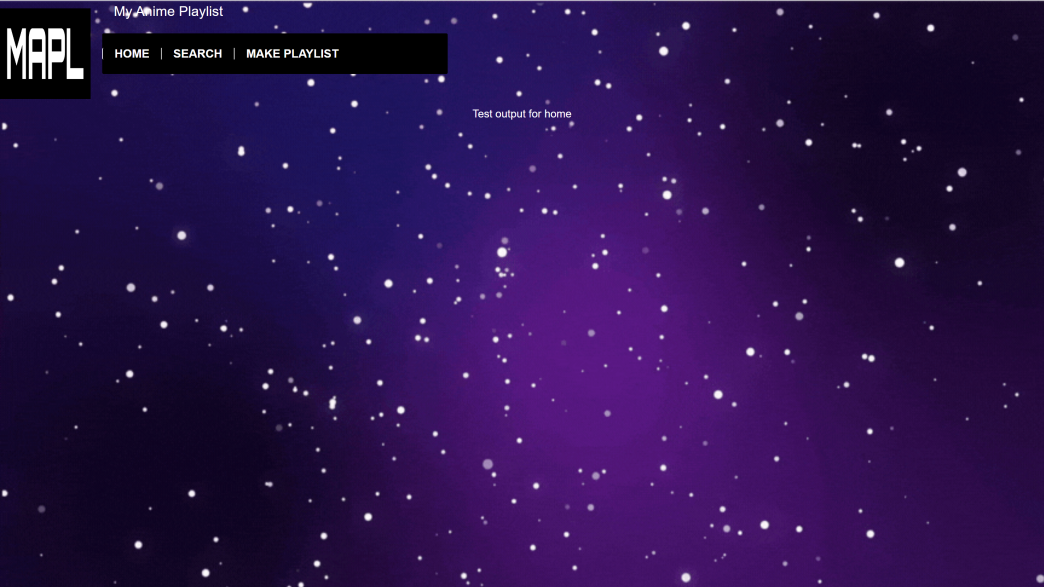 My Anime Playlist
MAPL
| HOME | SEARCH | MAKE PLAYLIST
Test output for home